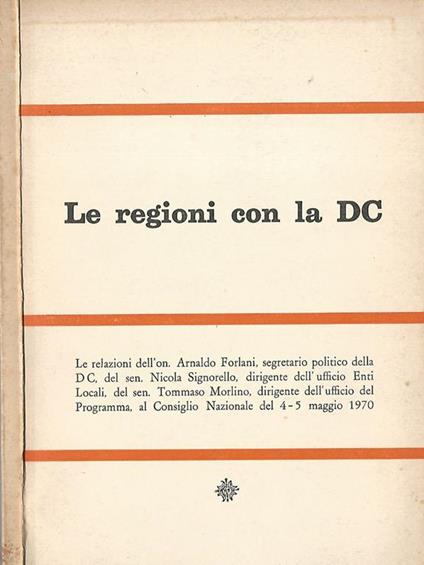 Le regioni con la DC
Le relazioni dell'on. Arnaldo Forlani, segretario politico della
DC, del sen. Nicola Signorello, dirigente dell'ufficio Enti
Locali, del sen. Tommaso Morlino, dirigente dell'ufficio del
Programma, al Consiglio Nazionale del 4-5 maggio 1970